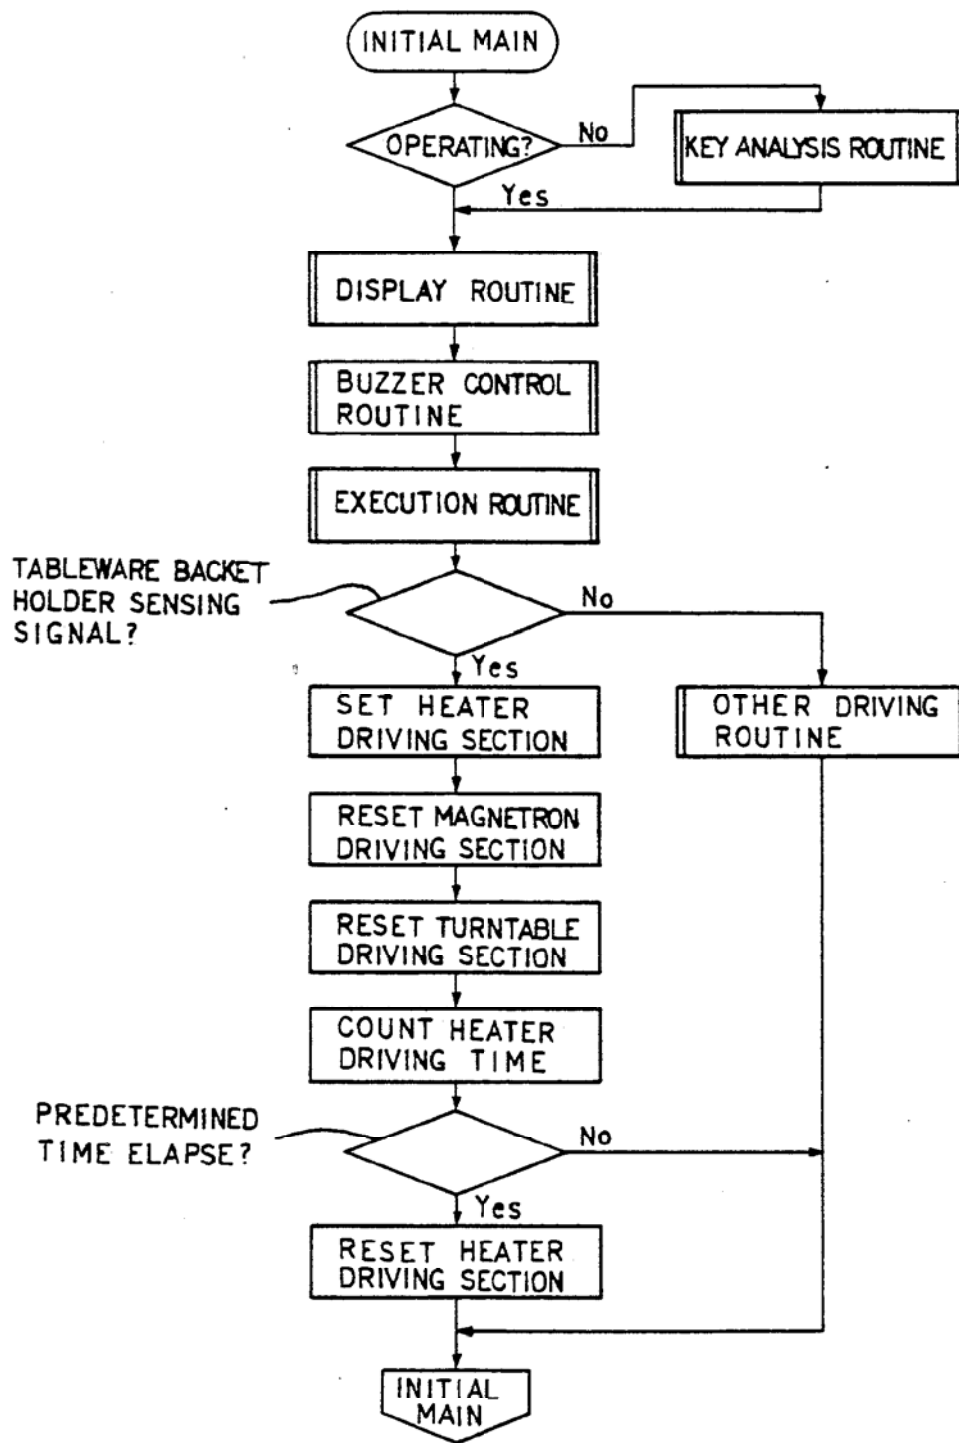 INITIAL MAIN
OPERATING?
No
KEY ANALYSIS ROUTINE
Yes
DISPLAY ROUTINE
BUZZER CONTROL
ROUTINE
EXECUTION ROUTINE
TABLEWARE BACKET
HOLDER SENSING
SIGNAL?
No
Yes
SET HEATER
DRIVING SECTION
OTHER DRIVING
ROUTINE
RESET MAGNETRON
DRIVING SECTION
RESET TURNTABLE
DRIVING SECTION
COUNT HEATER
DRIVING TIME
PREDETERMINED
TIME ELAPSE?
No
Yes
RESET HEATER
DRIVING SECTION
INITIAL
MAIN